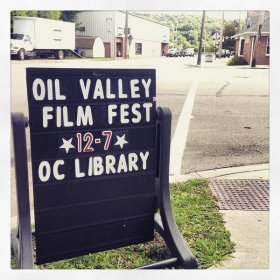 OIL VALLEY
FILM FEST
★ 12-7 ★
OC LIBRARY